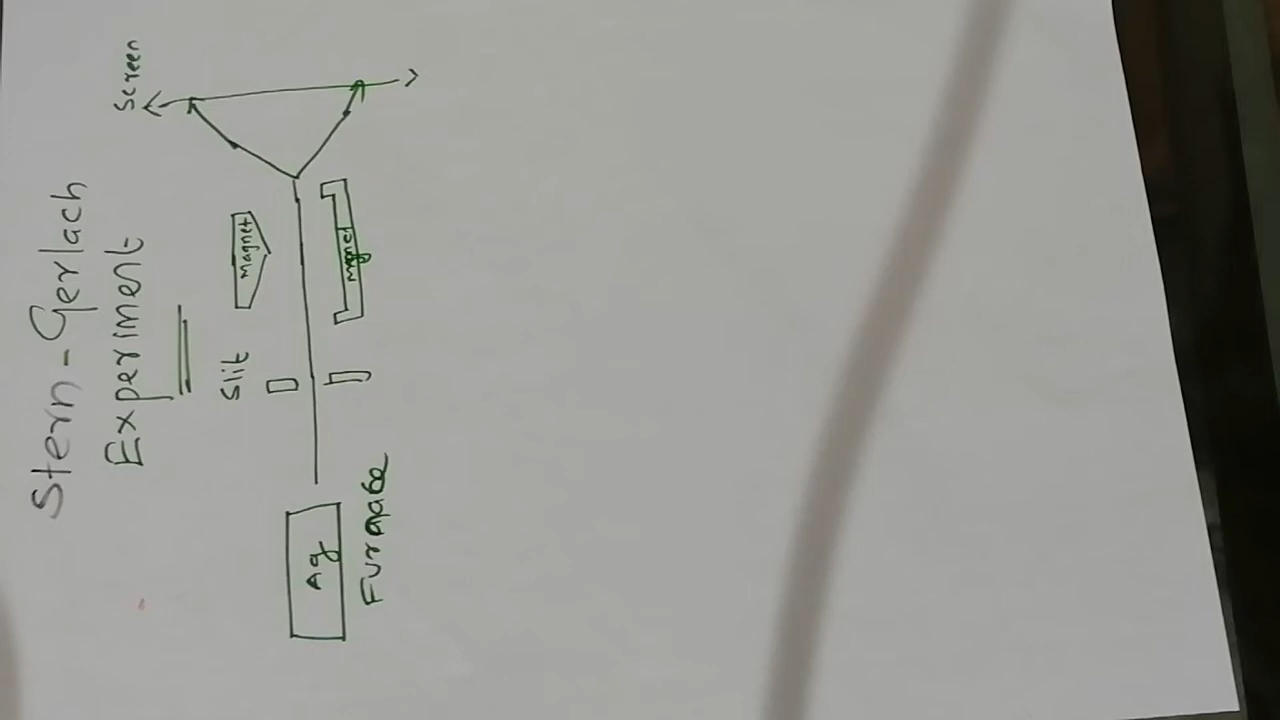 Stern-Gerlach
Experiment
Screen
Slit
Magnet
Magnet
Ag
Furnace